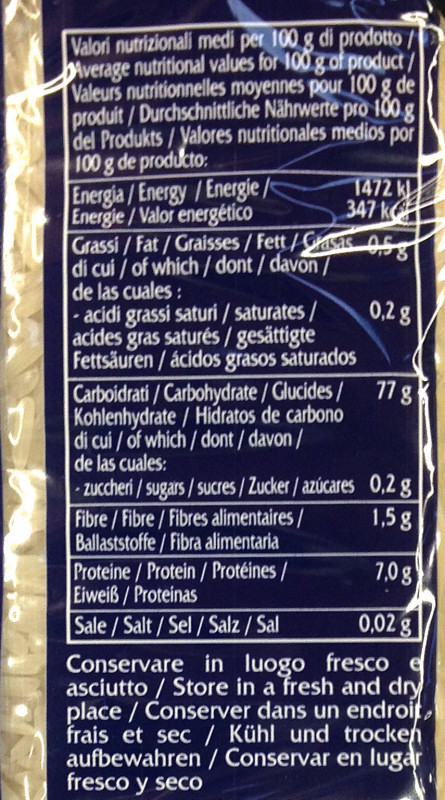 Valori nutrizionali medi per 100 g di prodotto /
Average nutritional values for 100 g of product /
Valeurs nutritionnelles moyennes pour 100 g de
produit / Durchschnittliche Nährwerte pro 100 g
del Produkts / Valores nutritionales medios por
100 g de producto:
Energia / Energy / Energie / 1472 kJ
Energie / Valor energético 347 kcal
Grassi / Fat / Graisses / Fett / Grasas 0,5 g
di cui / of which / dont / davon /
de las cuales :
- acidi grassi saturi / saturates / 0,2 g
acides gras saturés / gesättigte
Fettsäuren / ácidos grasos saturados
Carboidrati / Carbohydrate / Glucides / 77 g
Kohlenhydrate / Hidratos de carbono
di cui / of which / dont / davon /
de las cuales:
- zuccheri / sugars / sucres / Zucker / azúcares 0,2 g
Fibre / Fibre / Fibres alimentaires / 1,5 g
Ballaststoffe / Fibra alimentaria
Proteine / Protein / Protéines / 7,0 g
Eiweiß / Proteinas
Sale / Salt / Sel / Salz / Sal 0,02 g
Conservare in luogo fresco e
asciutto / Store in a fresh and dry
place / Conserver dans un endroit
frais et sec / Kühl und trocken
aufbewahren / Conservar en lugar
fresco y seco